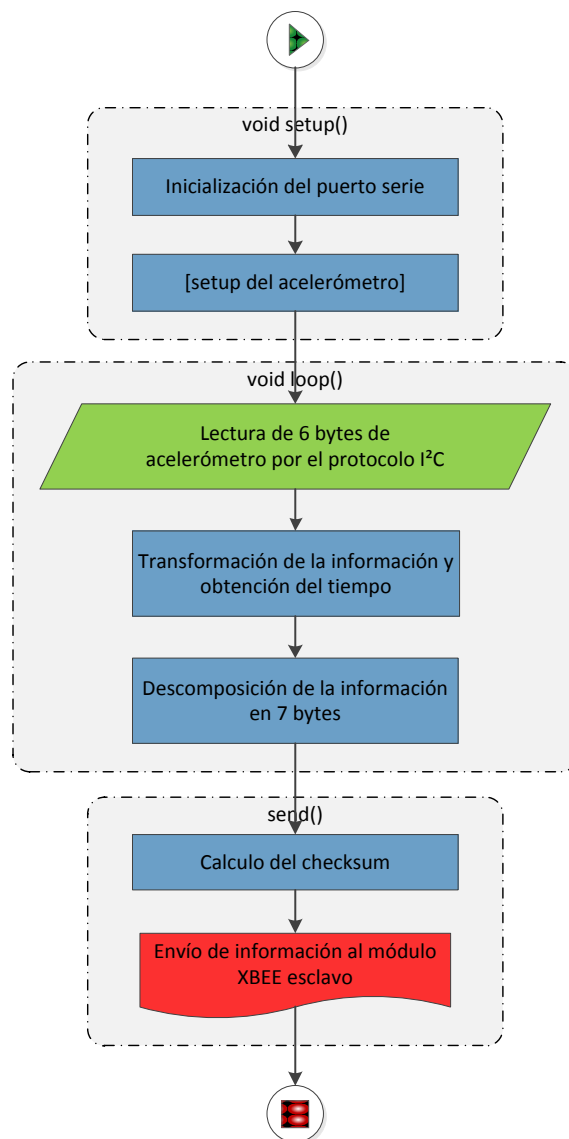 void setup()
Inicialización del puerto serie
[setup del acelerómetro]
void loop()
Lectura de 6 bytes de
acelerómetro por el protocolo I²C
Transformación de la información y
obtención del tiempo
Descomposición de la información
en 7 bytes
send()
Calculo del checksum
Envío de información al módulo
XBEE esclavo